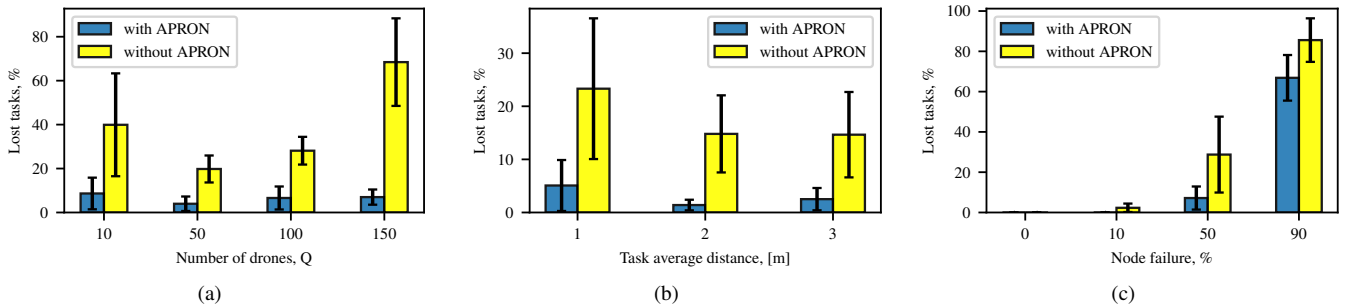 with APRON
without APRON
80
60
40
20
0
Lost tasks, %
10
50
100
150
Number of drones, Q
(a)
with APRON
without APRON
30
20
10
0
Lost tasks, %
1
2
3
Task average distance, [m]
(b)
with APRON
without APRON
100
80
60
40
20
0
Lost tasks, %
0
10
50
90
Node failure, %
(c)